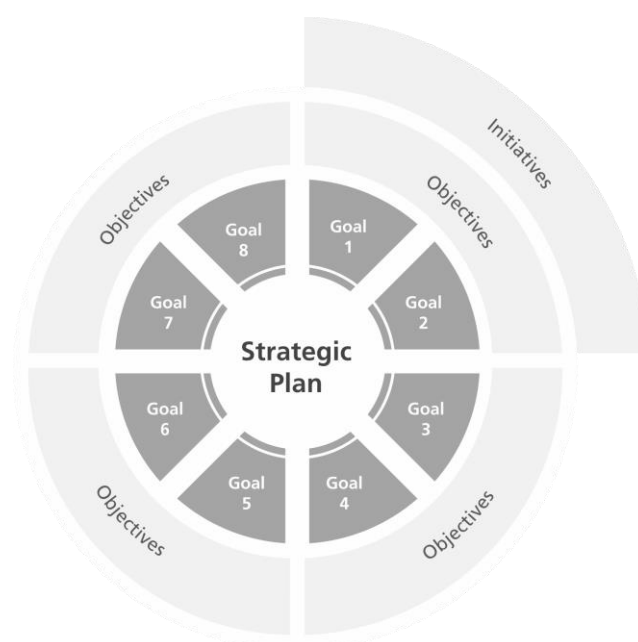 Initiatives
Objectives
Objectives
Goal
8
Goal
1
Goal
7
Goal
2
Strategic
Plan
Goal
6
Goal
3
Goal
5
Goal
4
Objectives
Objectives